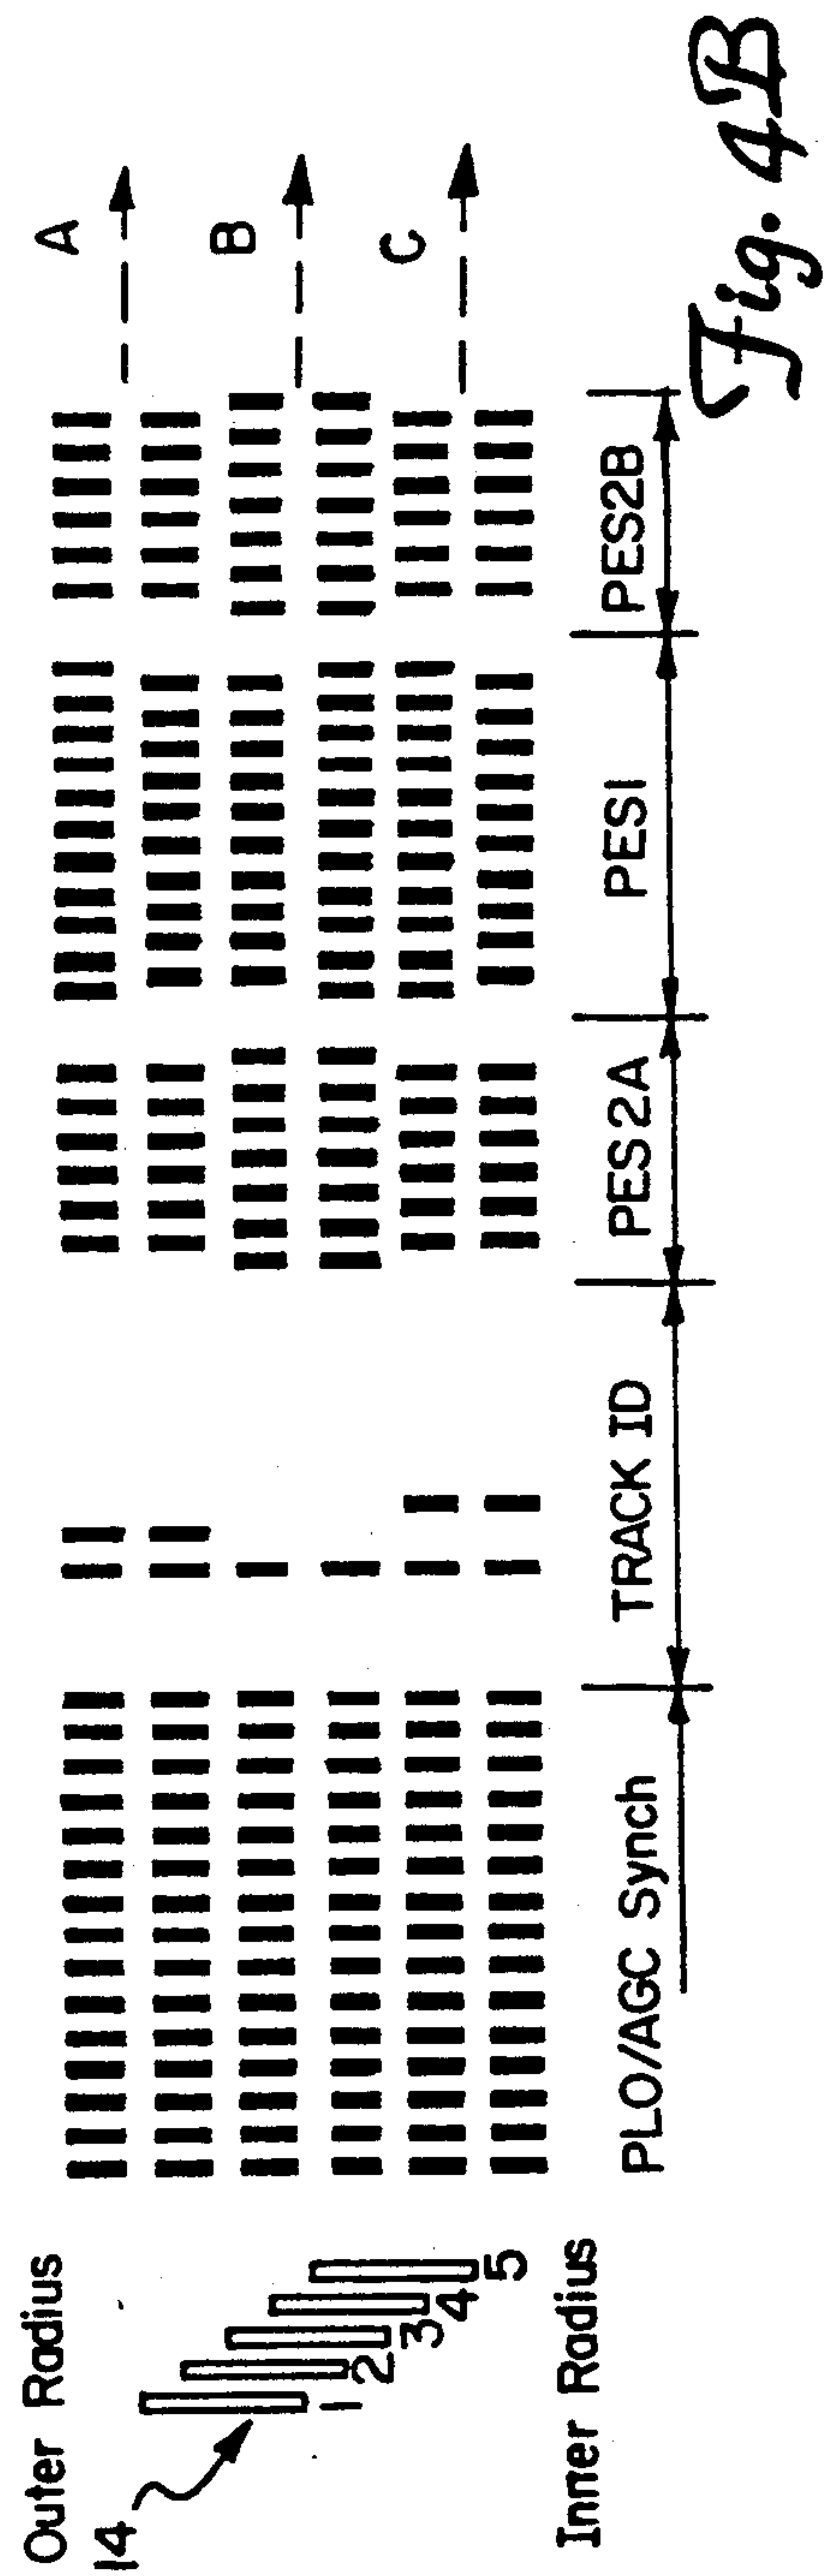 Outer Radius
14
1 2 3 4 5
Inner Radius
PLO/AGC Synch
TRACK ID
PES2A
PES1
PES2B
A
B
C
Fig. 4B